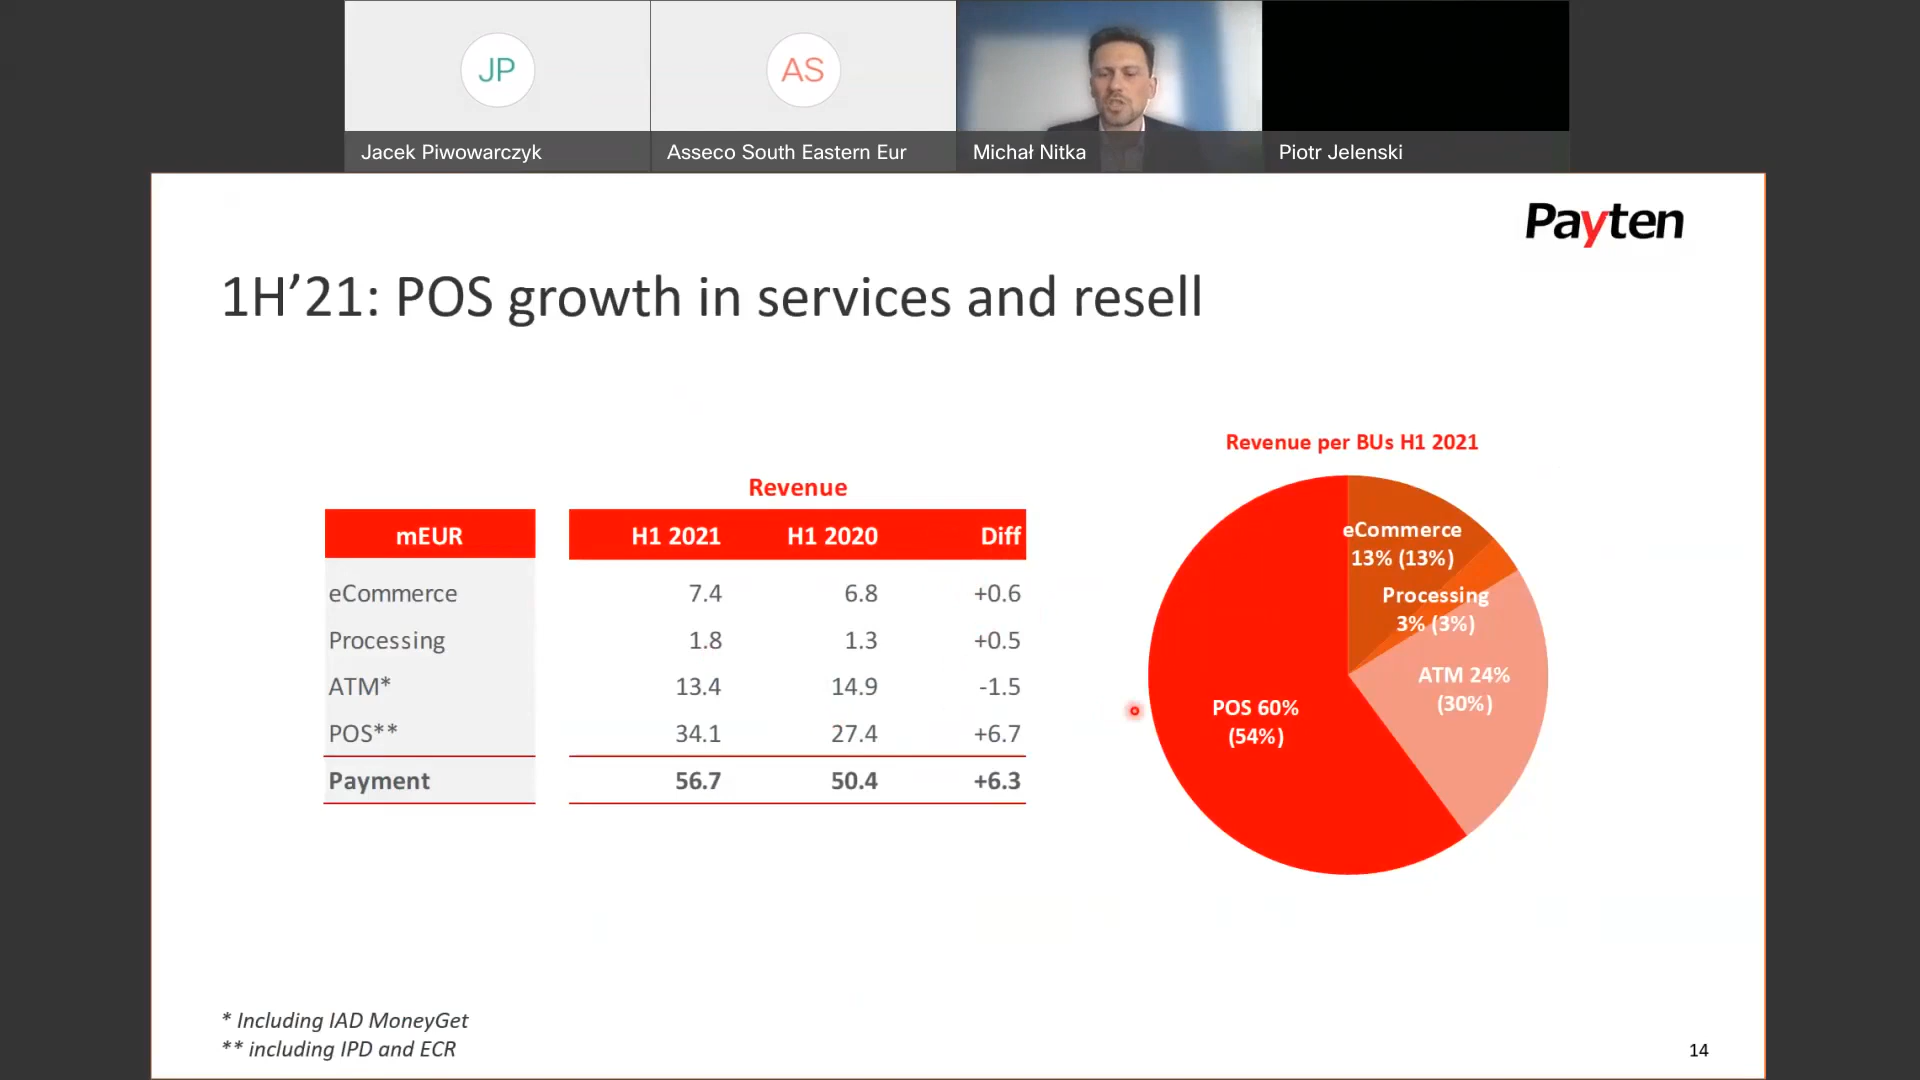 JP
AS
Jacek Piwowarczyk
Asseco South Eastern Eur
Michał Nitka
Piotr Jelenski
Payten
1H’21: POS growth in services and resell
Revenue
mEUR H1 2021 H1 2020 Diff
eCommerce 7.4 6.8 +0.6
Processing 1.8 1.3 +0.5
ATM* 13.4 14.9 -1.5
POS** 34.1 27.4 +6.7
Payment 56.7 50.4 +6.3
Revenue per BUs H1 2021
eCommerce
13% (13%)
Processing
3% (3%)
ATM 24%
(30%)
POS 60%
(54%)
* Including IAD MoneyGet
** including IPD and ECR
14